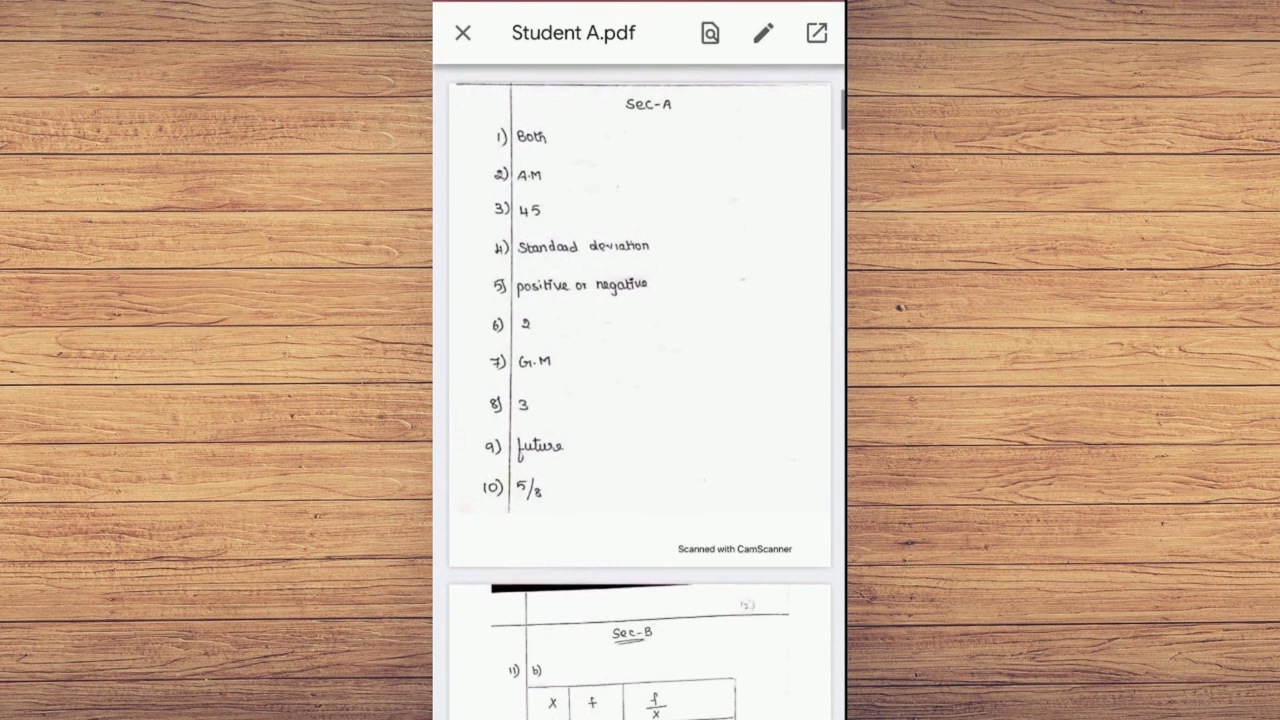 Student A.pdf
Sec-A
1) Both
2) A.M
3) 45
4) Standard deviation
5) positive or negative
6) 2
7) G.M
8) 3
9) future
10) 5/8
Scanned with CamScanner
12.)
Sec-B
11) b)
x f f/x